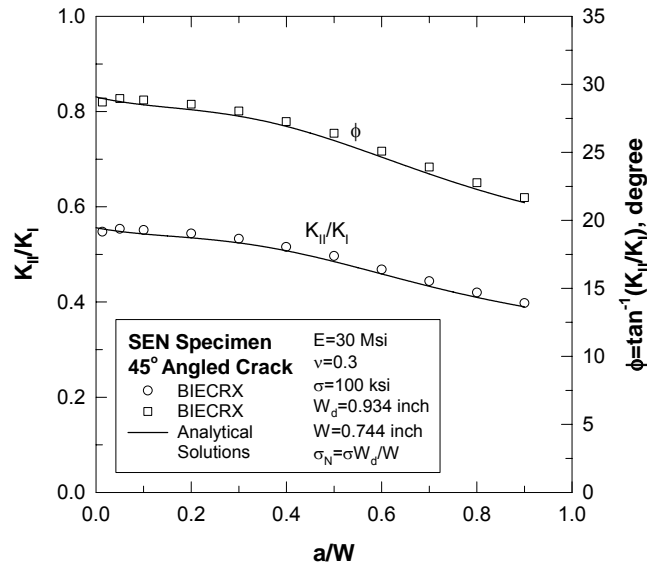 1.0
0.8
0.6
0.4
0.2
0.0
K_II/K_I
35
30
25
20
15
10
5
0
ϕ=tan⁻¹(K_II/K_I), degree
ϕ
K_II/K_I
SEN Specimen
45° Angled Crack
BIECRX
BIECRX
Analytical
Solutions
E=30 Msi
ν=0.3
σ=100 ksi
W_d=0.934 inch
W=0.744 inch
σ_N=σW_d/W
0.0 0.2 0.4 0.6 0.8 1.0
a/W